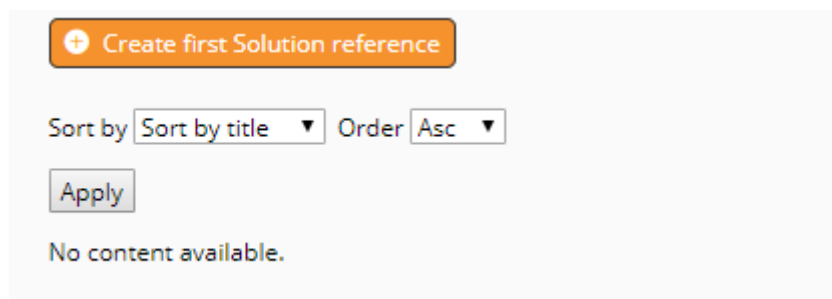 Create first Solution reference
Sort by Sort by title Order Asc
Apply
No content available.